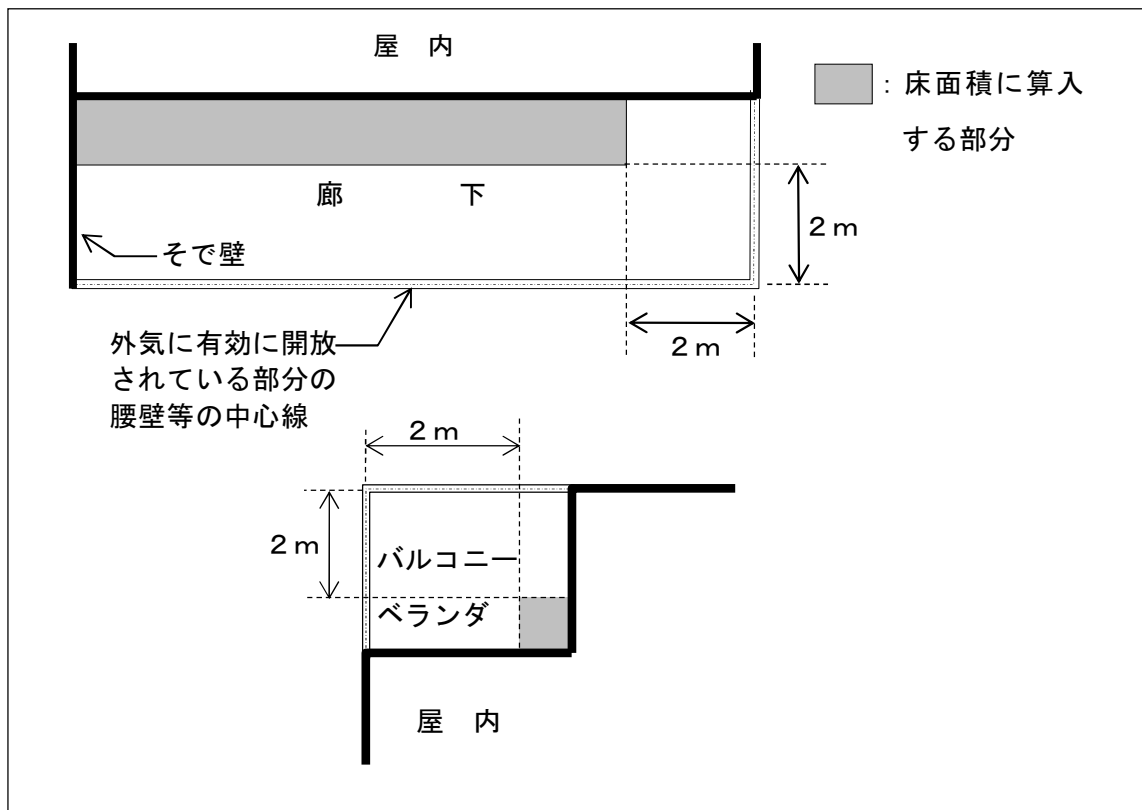 屋 内
：床面積に算入
する部分
廊 下
2m
そで壁
2m
外気に有効に開放
されている部分の
腰壁等の中心線
2m
2m
バルコニー
ベランダ
屋 内